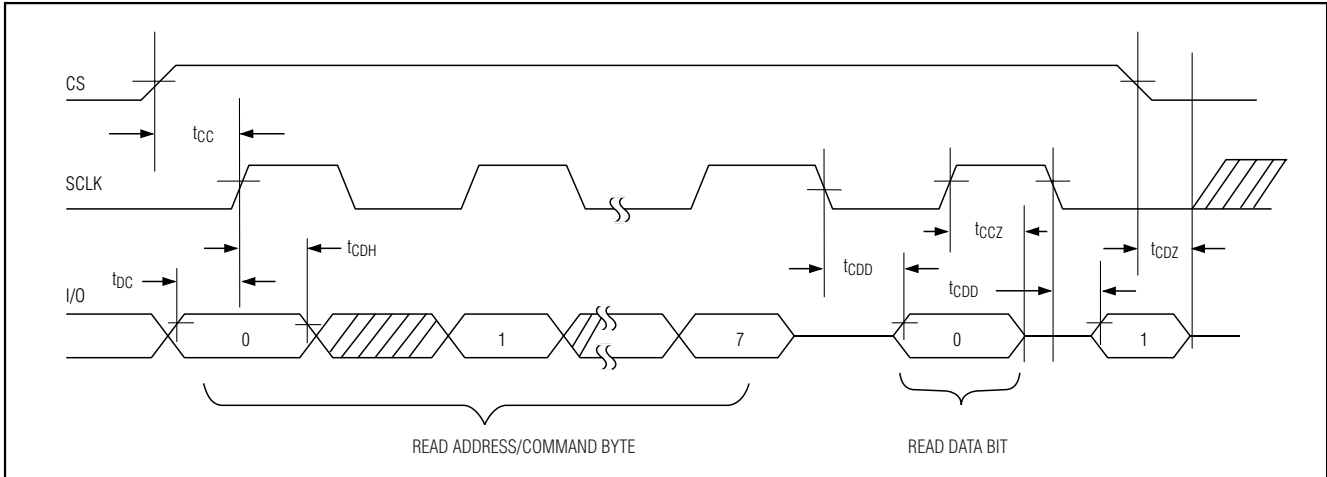 CS
tCC
SCLK
tCDH
tCCZ
tCDZ
tDC
tCDD
tCDD
I/O
0
1
7
0
1
READ ADDRESS/COMMAND BYTE
READ DATA BIT